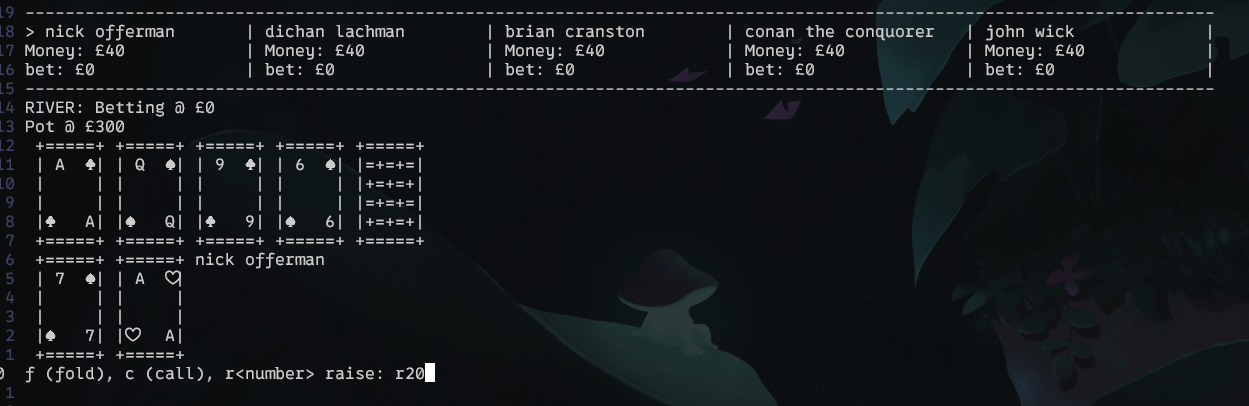 19 ----------------------------------------------------------------------------------------------------
18 > nick offerman | dichan lachman | brian cranston | conan the conquorer | john wick |
17 Money: £40 | Money: £40 | Money: £40 | Money: £40 | Money: £40 |
16 bet: £0 | bet: £0 | bet: £0 | bet: £0 | bet: £0 |
15 ----------------------------------------------------------------------------------------------------
14 RIVER: Betting @ £0
13 Pot @ £300
12 +=====+ +=====+ +=====+ +=====+ +=====+
11 | A ♣| | Q ♠| | 9 ♣| | 6 ♠| |=+=+=|
10 | | | | | | | | |+=+=+|
9 | | | | | | | | |=+=+=|
8 |♣ A| |♠ Q| |♣ 9| |♠ 6| |+=+=+|
7 +=====+ +=====+ +=====+ +=====+ +=====+
6 +=====+ +=====+ nick offerman
5 | 7 ♠| | A ♡|
4 | | | |
3 | | | |
2 |♠ 7| |♡ A|
1 +=====+ +=====+
0 f (fold), c (call), r<number> raise: r20
1